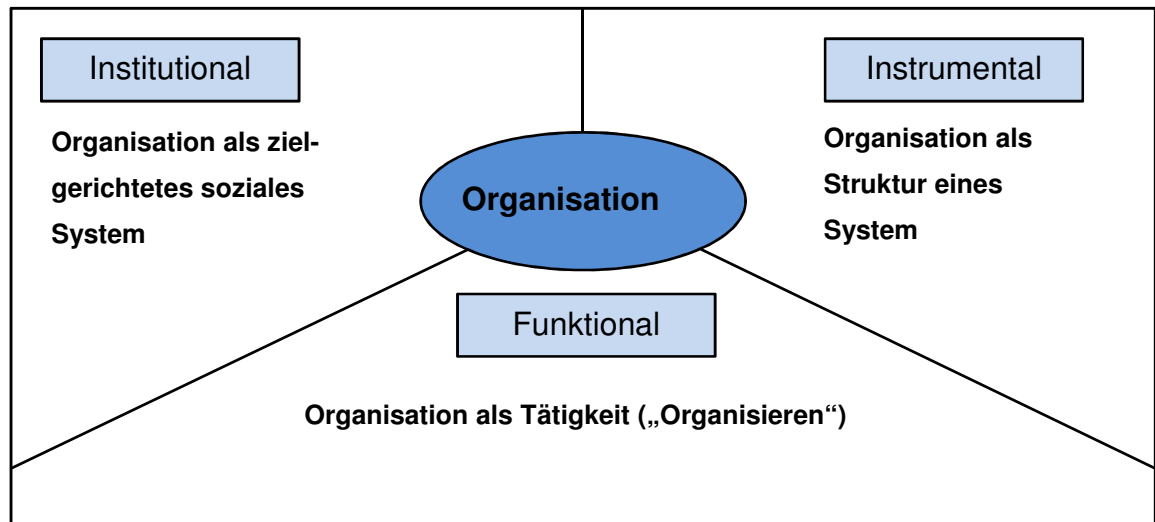 Institutional
Organisation als ziel-
gerichtetes soziales
System
Instrumental
Organisation als
Struktur eines
System
Organisation
Funktional
Organisation als Tätigkeit („Organisieren“)